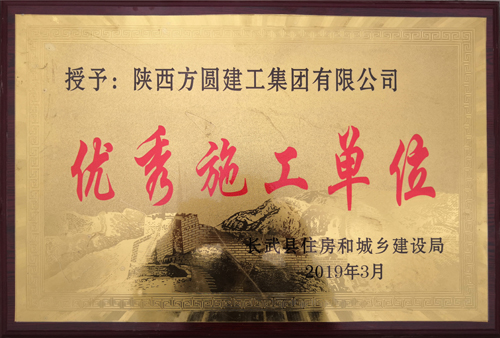 授予：陕西方圆建工集团有限公司
优秀施工单位
长武县住房和城乡建设局
2019年3月